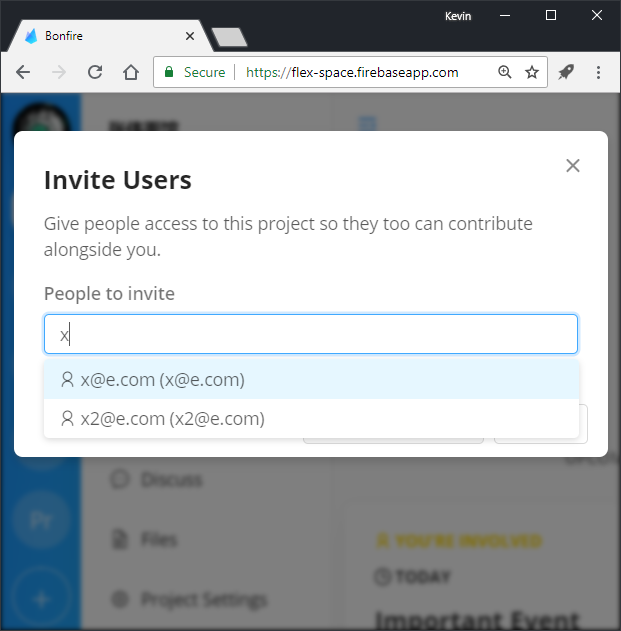 Kevin
Bonfire
Secure
https://flex-space.firebaseapp.com
Invite Users
Give people access to this project so they too can contribute
alongside you.
People to invite
x
x@e.com (x@e.com)
x2@e.com (x2@e.com)
Discuss
Pr
Files
YOU'RE INVOLVED
TODAY
Project Settings
Important Event